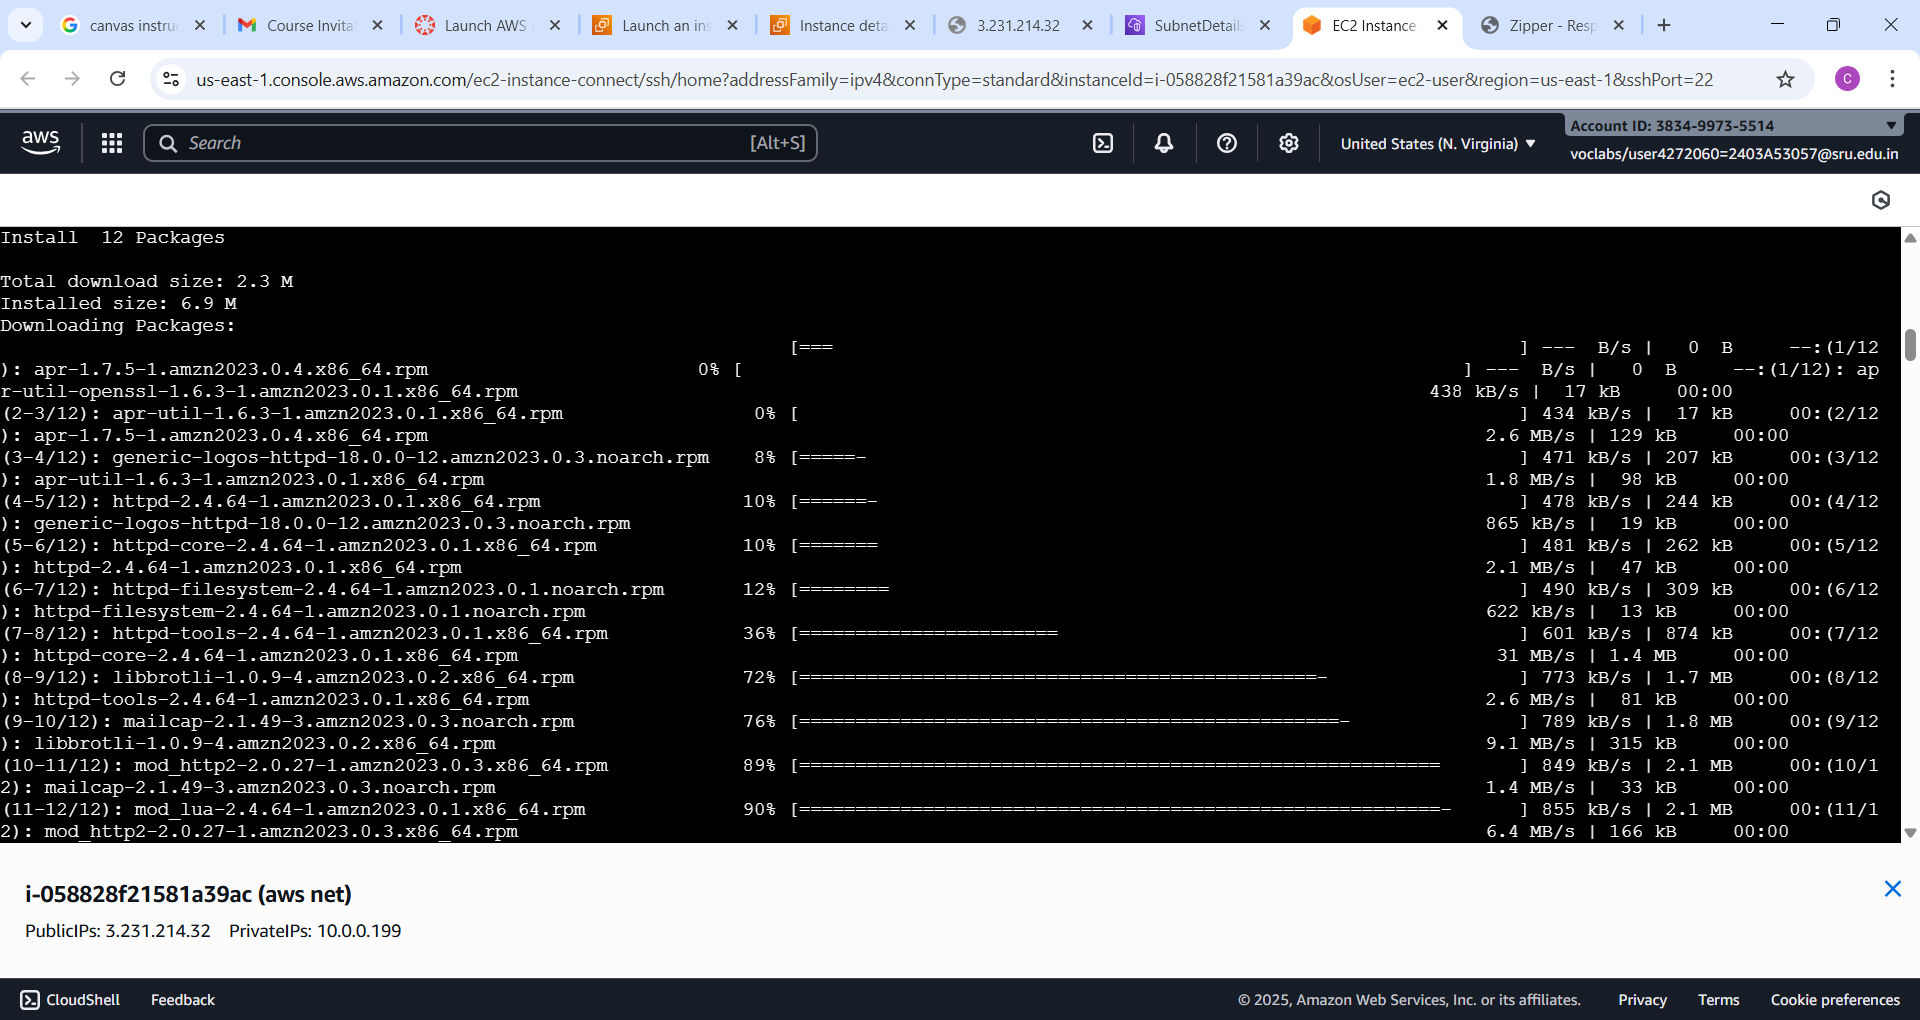 canvas instru
Course Invitat
Launch AWS
Launch an ins
Instance deta
3.231.214.32
SubnetDetails
EC2 Instance
Zipper - Resp
us-east-1.console.aws.amazon.com/ec2-instance-connect/ssh/home?addressFamily=ipv4&connType=standard&instanceId=i-058828f21581a39ac&osUser=ec2-user&region=us-east-1&sshPort=22
C
aws
Search
[Alt+S]
United States (N. Virginia)
Account ID: 3834-9973-5514
voclabs/user4272060=2403A53057@sru.edu.in
Install  12 Packages
Total download size: 2.3 M
Installed size: 6.9 M
Downloading Packages:
[===                    ] --- B/s |   0  B     --:(1/12
): apr-1.7.5-1.amzn2023.0.4.x86_64.rpm    0% [                    ] --- B/s |   0  B     --:(1/12): ap
r-util-openssl-1.6.3-1.amzn2023.0.1.x86_64.rpm    438 kB/s |  17 kB     00:00
(2-3/12): apr-util-1.6.3-1.amzn2023.0.1.x86_64.rpm    0% [                    ] 434 kB/s |  17 kB     00:(2/12
): apr-1.7.5-1.amzn2023.0.4.x86_64.rpm    2.6 MB/s | 129 kB     00:00
(3-4/12): generic-logos-httpd-18.0.0-12.amzn2023.0.3.noarch.rpm    8% [=====-                    ] 471 kB/s | 207 kB     00:(3/12
): apr-util-1.6.3-1.amzn2023.0.1.x86_64.rpm    1.8 MB/s |  98 kB     00:00
(4-5/12): httpd-2.4.64-1.amzn2023.0.1.x86_64.rpm    10% [======-                    ] 478 kB/s | 244 kB     00:(4/12
): generic-logos-httpd-18.0.0-12.amzn2023.0.3.noarch.rpm    865 kB/s |  19 kB     00:00
(5-6/12): httpd-core-2.4.64-1.amzn2023.0.1.x86_64.rpm    10% [=======                    ] 481 kB/s | 262 kB     00:(5/12
): httpd-2.4.64-1.amzn2023.0.1.x86_64.rpm    2.1 MB/s |  47 kB     00:00
(6-7/12): httpd-filesystem-2.4.64-1.amzn2023.0.1.noarch.rpm    12% [========                    ] 490 kB/s | 309 kB     00:(6/12
): httpd-filesystem-2.4.64-1.amzn2023.0.1.noarch.rpm    622 kB/s |  13 kB     00:00
(7-8/12): httpd-tools-2.4.64-1.amzn2023.0.1.x86_64.rpm    36% [=======================                    ] 601 kB/s | 874 kB     00:(7/12
): httpd-core-2.4.64-1.amzn2023.0.1.x86_64.rpm    31 MB/s | 1.4 MB     00:00
(8-9/12): libbrotli-1.0.9-4.amzn2023.0.2.x86_64.rpm    72% [==============================================-                    ] 773 kB/s | 1.7 MB     00:(8/12
): httpd-tools-2.4.64-1.amzn2023.0.1.x86_64.rpm    2.6 MB/s |  81 kB     00:00
(9-10/12): mailcap-2.1.49-3.amzn2023.0.3.noarch.rpm    76% [================================================-                    ] 789 kB/s | 1.8 MB     00:(9/12
): libbrotli-1.0.9-4.amzn2023.0.2.x86_64.rpm    9.1 MB/s | 315 kB     00:00
(10-11/12): mod_http2-2.0.27-1.amzn2023.0.3.x86_64.rpm    89% [=========================================================       ] 849 kB/s | 2.1 MB     00:(10/1
2): mailcap-2.1.49-3.amzn2023.0.3.noarch.rpm    1.4 MB/s |  33 kB     00:00
(11-12/12): mod_lua-2.4.64-1.amzn2023.0.1.x86_64.rpm    90% [=========================================================-      ] 855 kB/s | 2.1 MB     00:(11/1
2): mod_http2-2.0.27-1.amzn2023.0.3.x86_64.rpm    6.4 MB/s | 166 kB     00:00
i-058828f21581a39ac (aws net)
PublicIPs: 3.231.214.32    PrivateIPs: 10.0.0.199
CloudShell
Feedback
© 2025, Amazon Web Services, Inc. or its affiliates.
Privacy
Terms
Cookie preferences